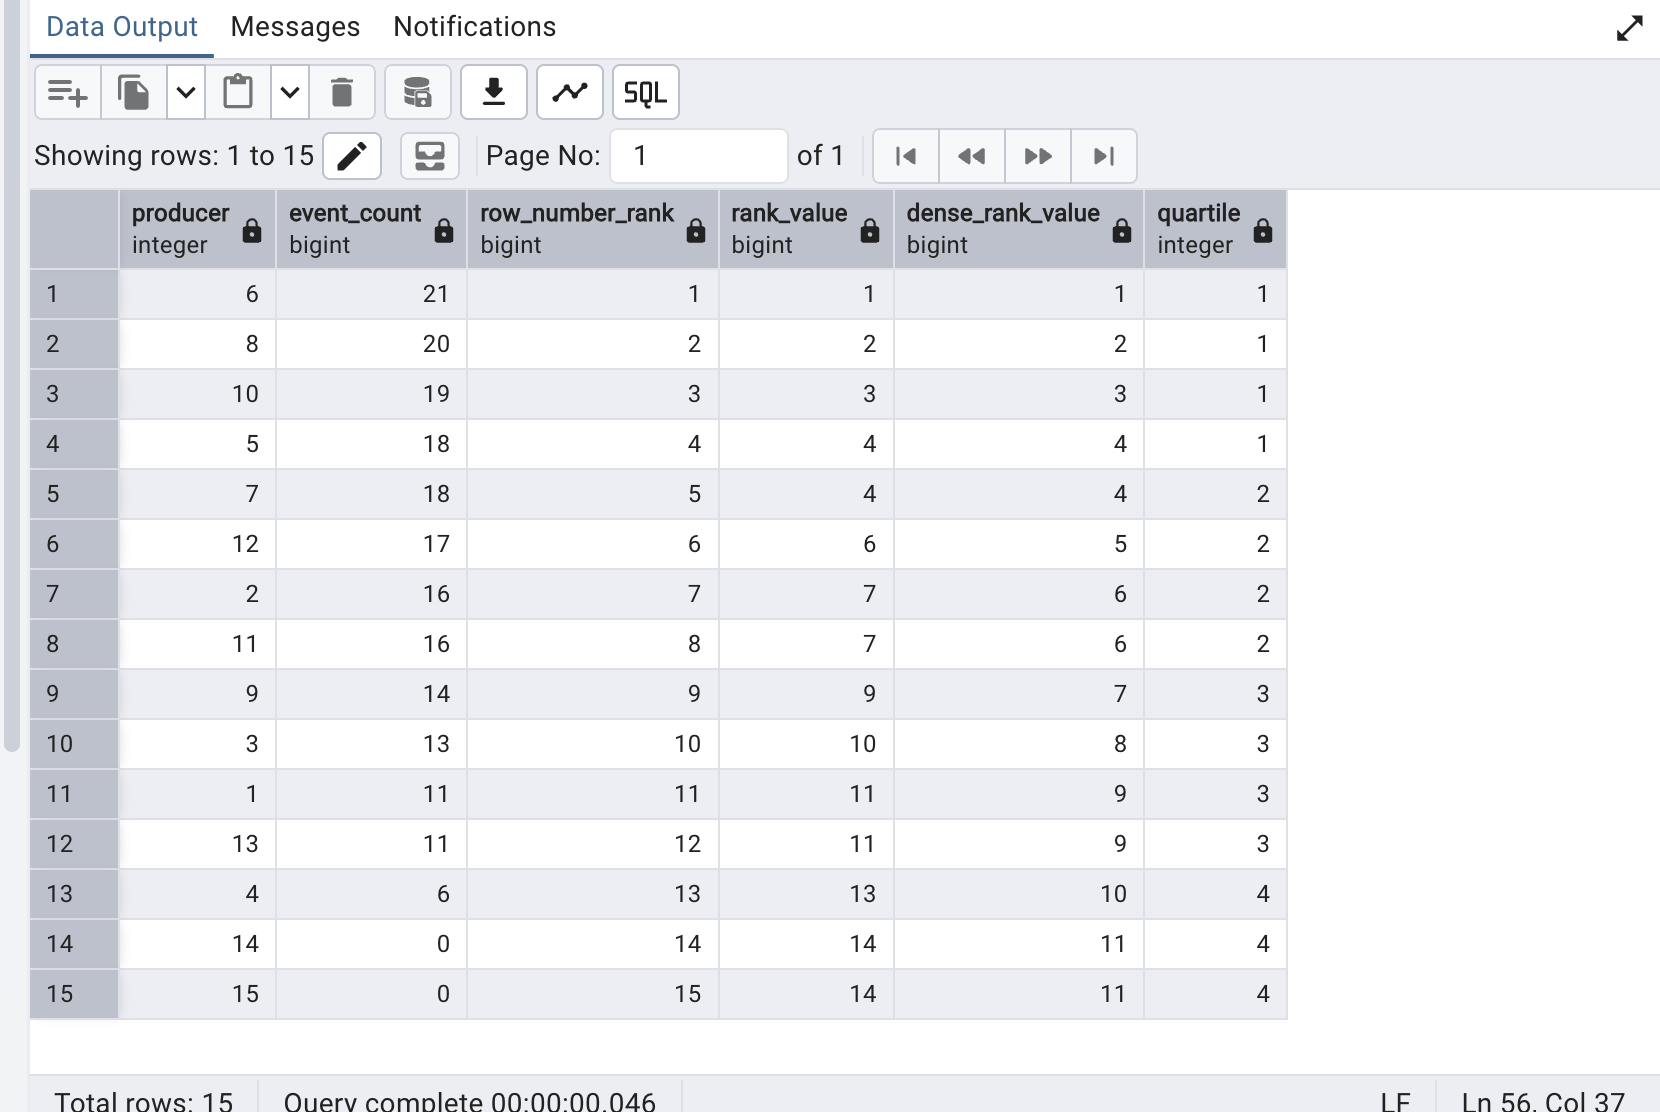 Data Output Messages Notifications
SQL
Showing rows: 1 to 15 Page No: 1 of 1
producer event_count row_number_rank rank_value dense_rank_value quartile
integer bigint bigint bigint bigint integer
1 6 21 1 1 1 1
2 8 20 2 2 2 1
3 10 19 3 3 3 1
4 5 18 4 4 4 1
5 7 18 5 4 4 2
6 12 17 6 6 5 2
7 2 16 7 7 6 2
8 11 16 8 7 6 2
9 9 14 9 9 7 3
10 3 13 10 10 8 3
11 1 11 11 11 9 3
12 13 11 12 11 9 3
13 4 6 13 13 10 4
14 14 0 14 14 11 4
15 15 0 15 14 11 4
Total rows: 15 Query complete 00:00:00.046 LF Ln 56, Col 37